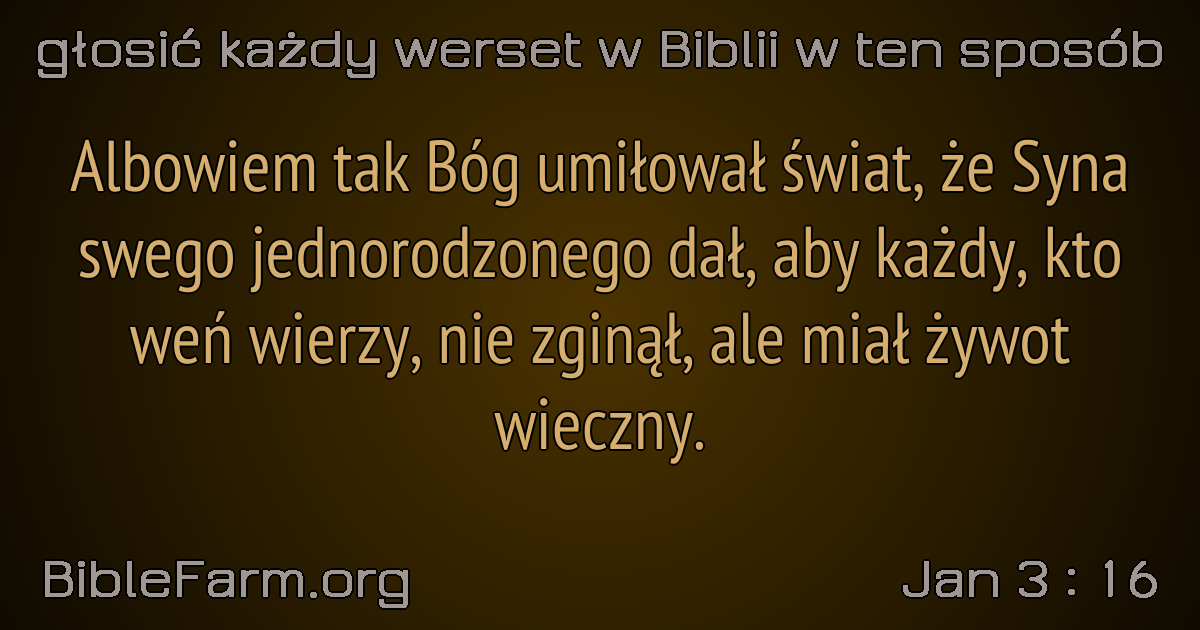 głosić każdy werset w Biblii w ten sposób
Albowiem tak Bóg umiłował świat, że Syna
swego jednorodzonego dał, aby każdy, kto
weń wierzy, nie zginął, ale miał żywot
wieczny.
BibleFarm.org
Jan 3 : 16